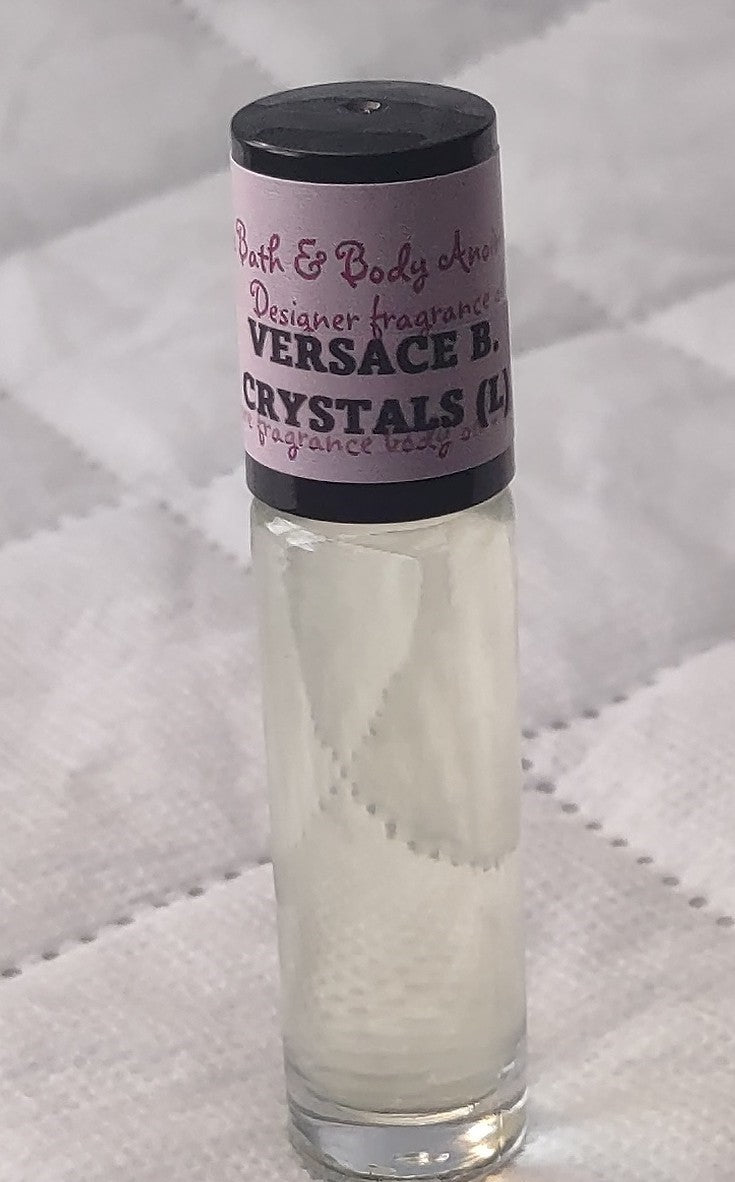 Bath & Body
Designer fragrance
VERSACE B.
CRYSTALS (L)
fragrance body